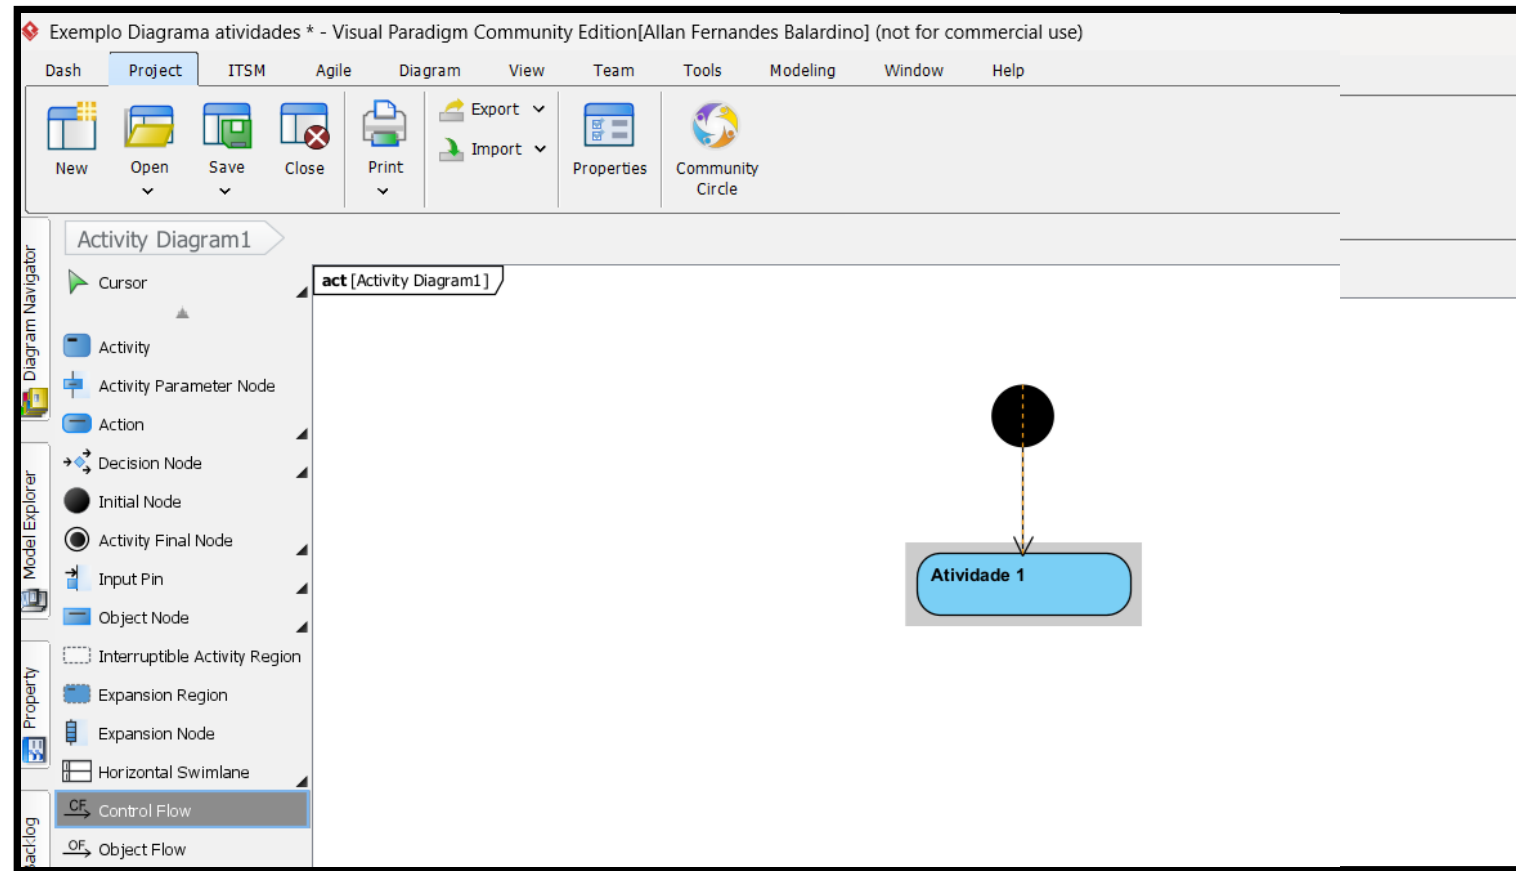 Exemplo Diagrama atividades * - Visual Paradigm Community Edition[Allan Fernandes Balardino] (not for commercial use)
Dash Project ITSM Agile Diagram View Team Tools Modeling Window Help
New Open Save Close Print Export Import Properties Community Circle
Activity Diagram1
Diagram Navigator
Model Explorer
Property
Backlog
Cursor
Activity
Activity Parameter Node
Action
Decision Node
Initial Node
Activity Final Node
Input Pin
Object Node
Interruptible Activity Region
Expansion Region
Expansion Node
Horizontal Swimlane
CF Control Flow
OF Object Flow
act [Activity Diagram1]
Atividade 1